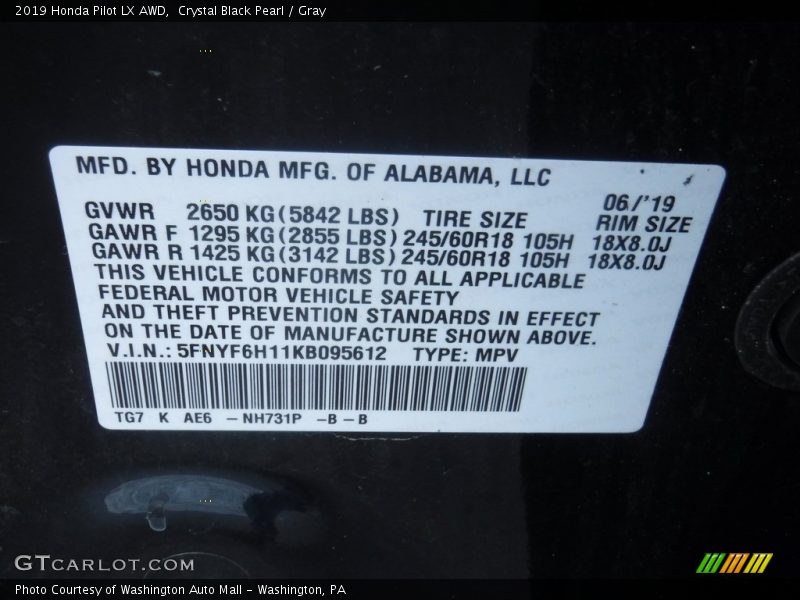 2019 Honda Pilot LX AWD,  Crystal Black Pearl / Gray
MFD. BY HONDA MFG. OF ALABAMA, LLC
06/'19
GVWR 2650 KG(5842 LBS) TIRE SIZE RIM SIZE
GAWR F 1295 KG(2855 LBS) 245/60R18 105H 18X8.0J
GAWR R 1425 KG(3142 LBS) 245/60R18 105H 18X8.0J
THIS VEHICLE CONFORMS TO ALL APPLICABLE
FEDERAL MOTOR VEHICLE SAFETY
AND THEFT PREVENTION STANDARDS IN EFFECT
ON THE DATE OF MANUFACTURE SHOWN ABOVE.
V.I.N.: 5FNYF6H11KB095612 TYPE: MPV
TG7 K AE6 – NH731P –B – B
GTCARLOT.COM
Photo Courtesy of Washington Auto Mall - Washington, PA